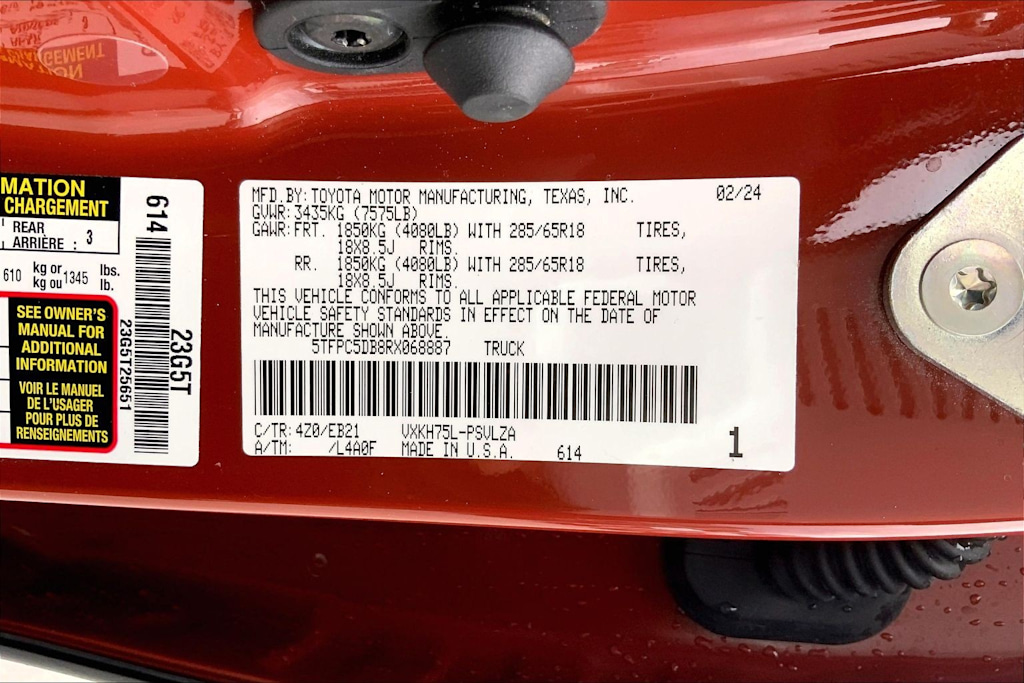 MATION
CHARGEMENT
REAR
ARRIÈRE : 3
610 kg or 1345 lbs.
kg ou lb.
SEE OWNER'S
MANUAL FOR
ADDITIONAL
INFORMATION
VOIR LE MANUEL
DE L'USAGER
POUR PLUS DE
RENSEIGNEMENTS
614
23G5T25651
23G5T
MFD.BY:TOYOTA MOTOR MANUFACTURING, TEXAS, INC. 02/24
GVWR:3435KG (7575LB)
GAWR:FRT. 1850KG (4080LB) WITH 285/65R18 TIRES,
18X8.5J RIMS.
RR. 1850KG (4080LB) WITH 285/65R18 TIRES,
18X8.5J RIMS.
THIS VEHICLE CONFORMS TO ALL APPLICABLE FEDERAL MOTOR
VEHICLE SAFETY STANDARDS IN EFFECT ON THE DATE OF
MANUFACTURE SHOWN ABOVE.
5TFPC5DB8RX068887 TRUCK
C/TR:4Z0/EB21 VXKH75L-PSVLZA
A/TM: /L4A0F MADE IN U.S.A. 614
1